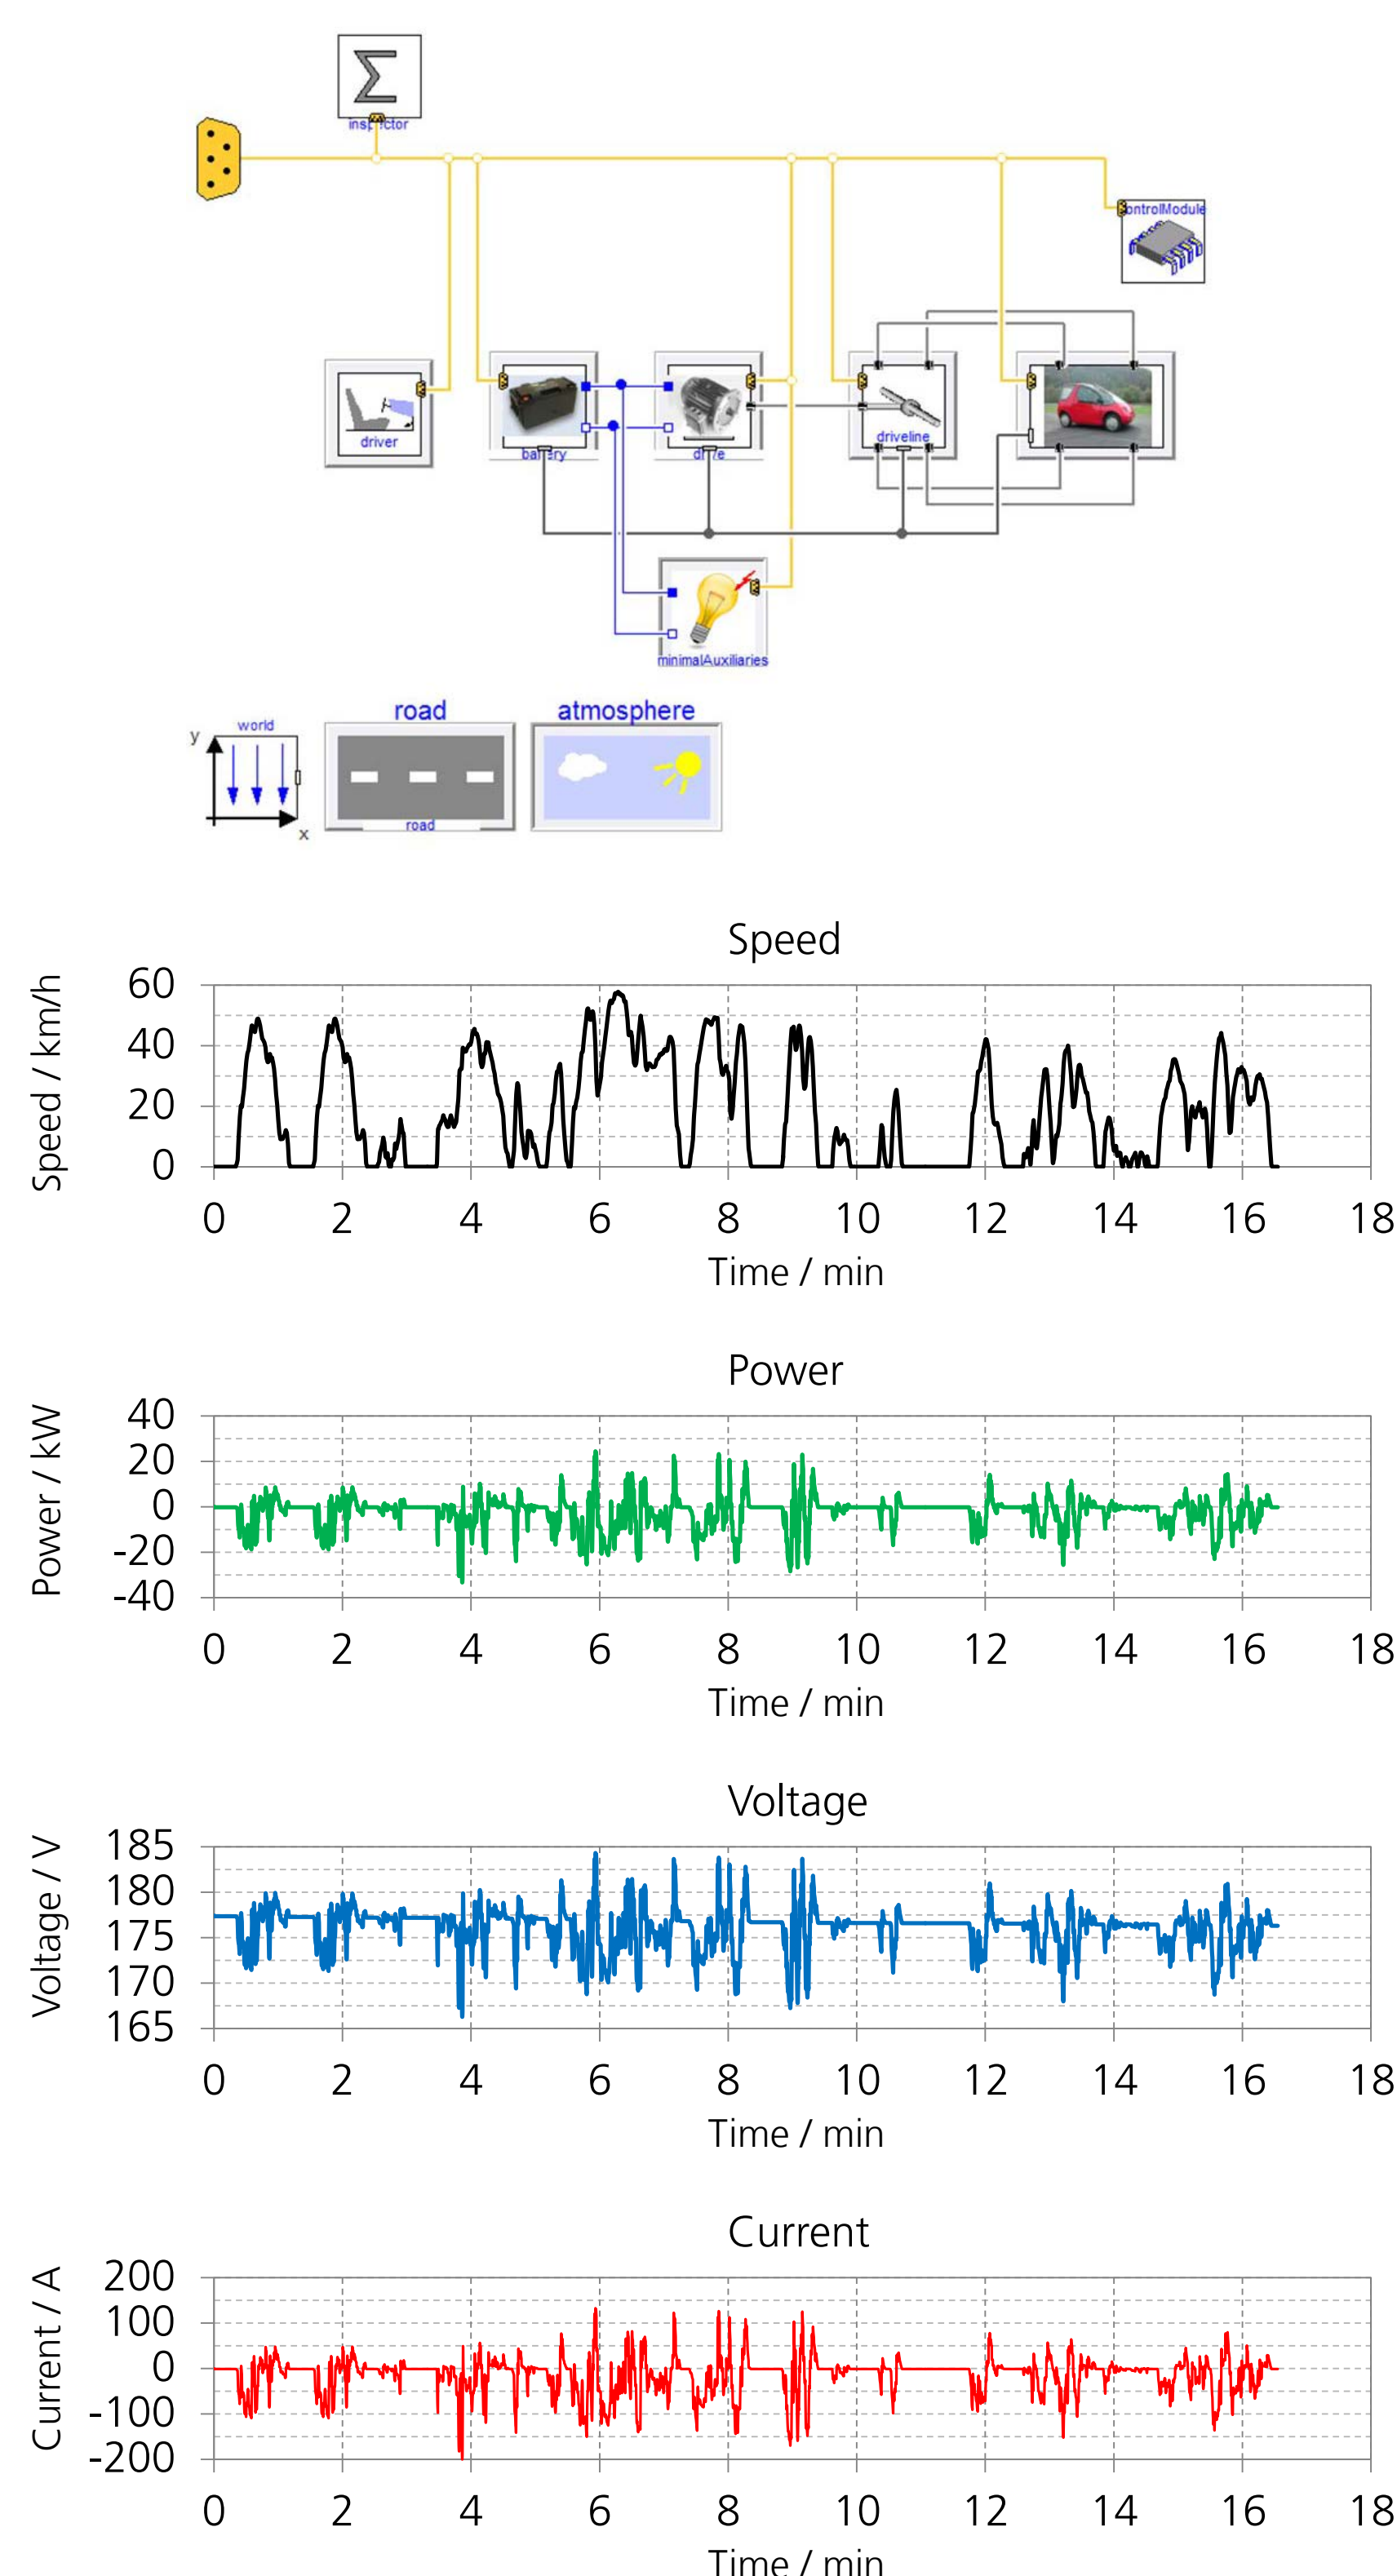 Σ
inspector
ontrolModule
driver
battery
drive
driveline
minimalAuxiliaries
road
atmosphere
world
y
x
road
Speed
Speed / km/h
60
40
20
0
0 2 4 6 8 10 12 14 16 18
Time / min
Power
Power / kW
40
20
0
-20
-40
0 2 4 6 8 10 12 14 16 18
Time / min
Voltage
Voltage / V
185
180
175
170
165
0 2 4 6 8 10 12 14 16 18
Time / min
Current
Current / A
200
100
0
-100
-200
0 2 4 6 8 10 12 14 16 18
Time / min